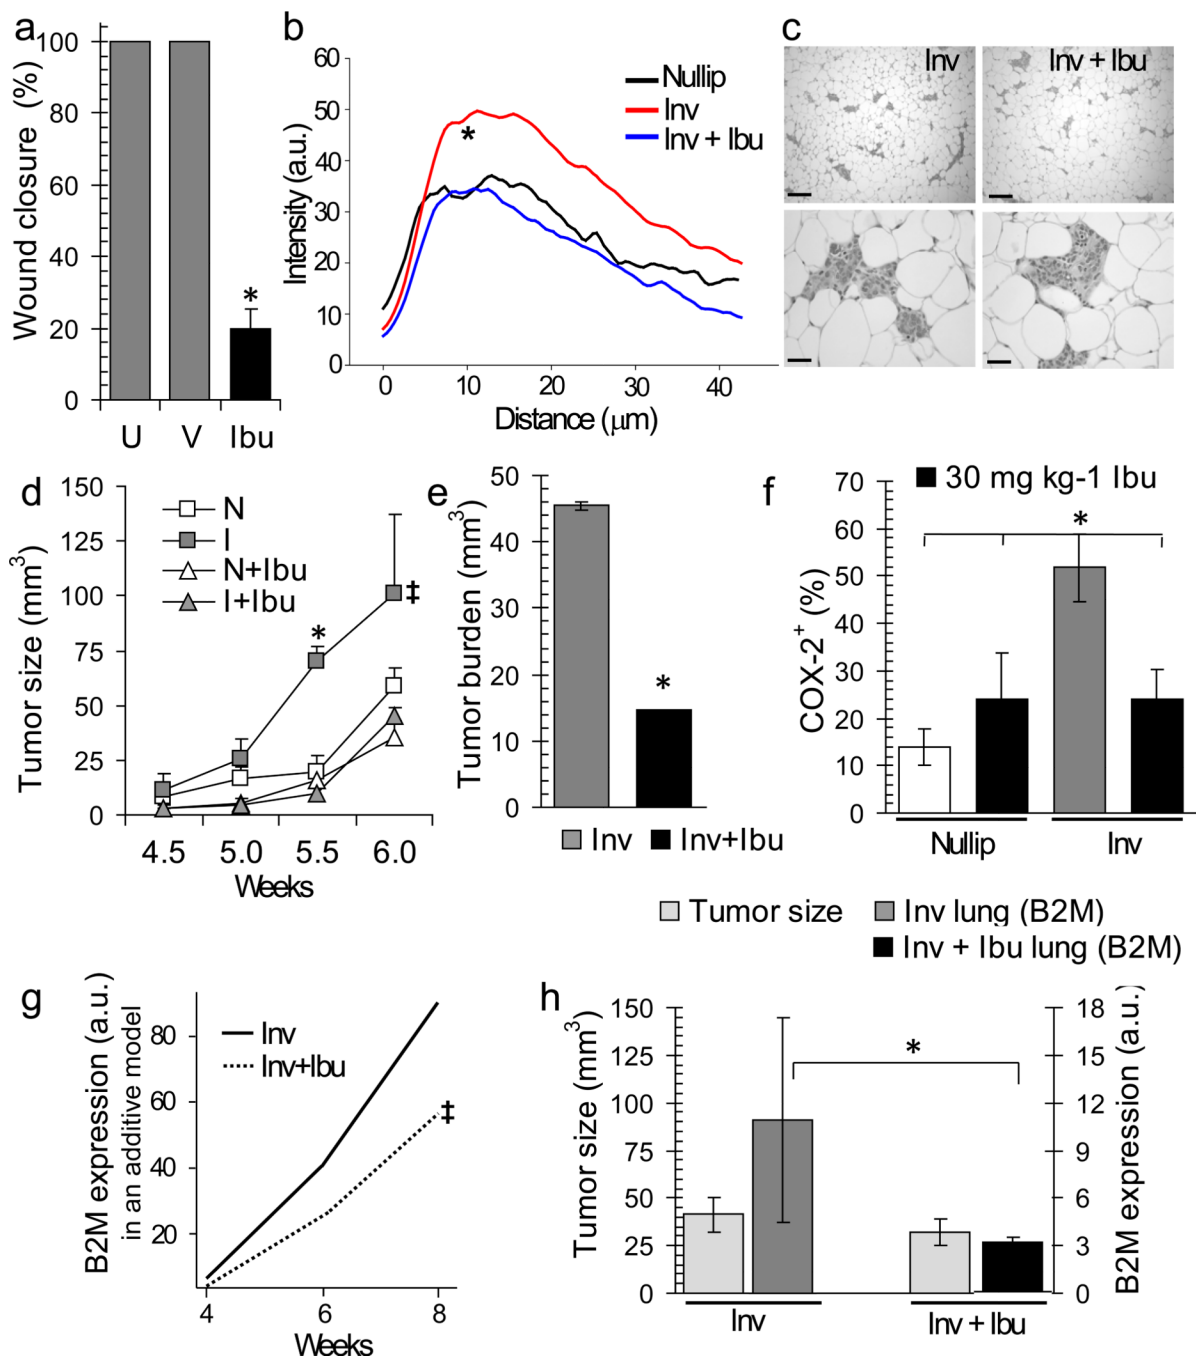 a
Wound closure (%)
100
80
60
40
20
0
*
U V Ibu
b
Intensity (a.u.)
60
50
40
30
20
10
0
Nullip
Inv
Inv + Ibu
*
0 10 20 30 40
Distance (μm)
c
Inv
Inv + Ibu
d
Tumor size (mm³)
150
125
100
75
50
25
0
N
I
N+Ibu
I+Ibu
*
‡
4.5 5.0 5.5 6.0
Weeks
e
Tumor burden (mm³)
50
40
30
20
10
0
*
Inv Inv+Ibu
f
COX-2⁺ (%)
70
60
50
40
30
20
10
0
30 mg kg-1 Ibu
*
Nullip Inv
g
B2M expression (a.u.)
in an additive model
80
60
40
20
Inv
Inv+Ibu
‡
4 6 8
Weeks
Tumor size Inv lung (B2M)
Inv + Ibu lung (B2M)
h
Tumor size (mm³)
150
125
100
75
50
25
0
*
18
15
12
9
6
3
0
B2M expression (a.u.)
Inv Inv + Ibu